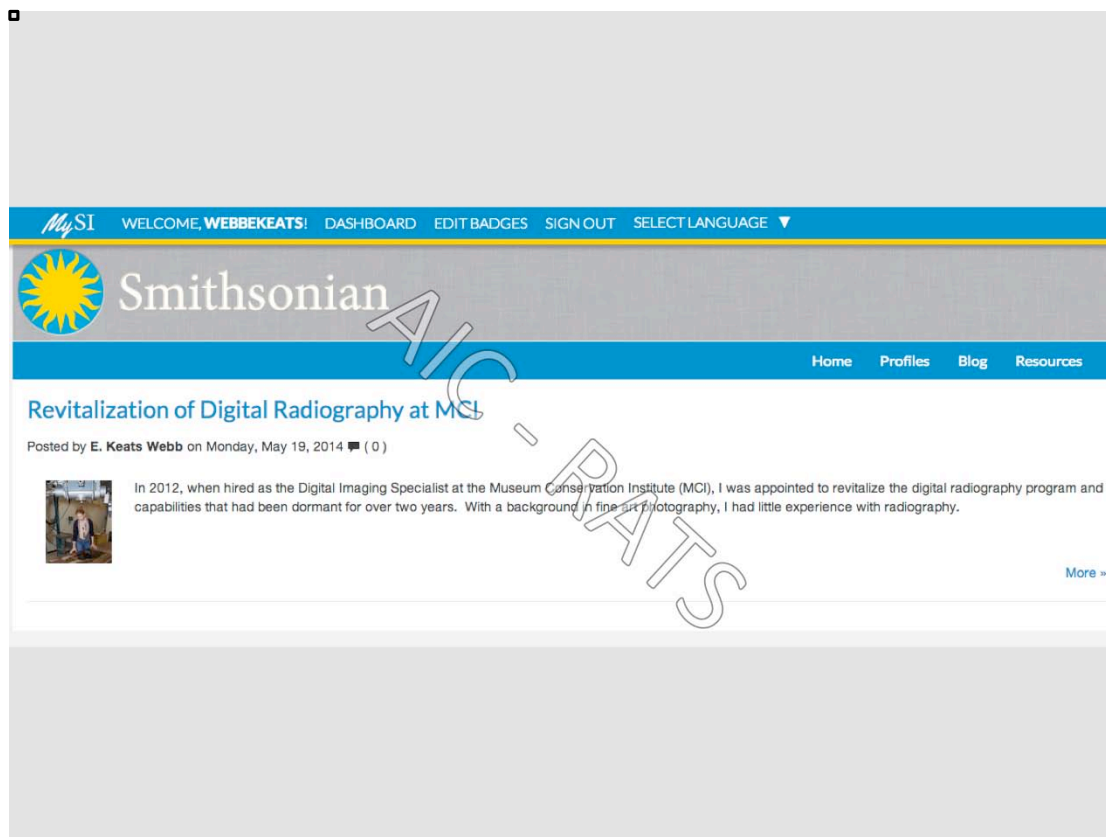 MySI WELCOME, WEBBEKEATS! DASHBOARD EDIT BADGES SIGN OUT SELECT LANGUAGE ▼
Smithsonian
Home Profiles Blog Resources
Revitalization of Digital Radiography at MCI
Posted by E. Keats Webb on Monday, May 19, 2014 ( 0 )
In 2012, when hired as the Digital Imaging Specialist at the Museum Conservation Institute (MCI), I was appointed to revitalize the digital radiography program and
capabilities that had been dormant for over two years. With a background in fine art photography, I had little experience with radiography.
More »
AIC - RATS